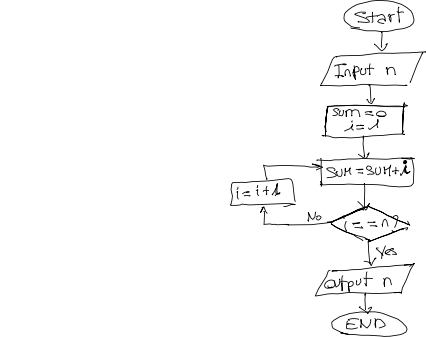 Start
Input n
sum = 0
i = 1
SUM = SUM + i
i = i + 1
No
(= = n)
Yes
Output n
END